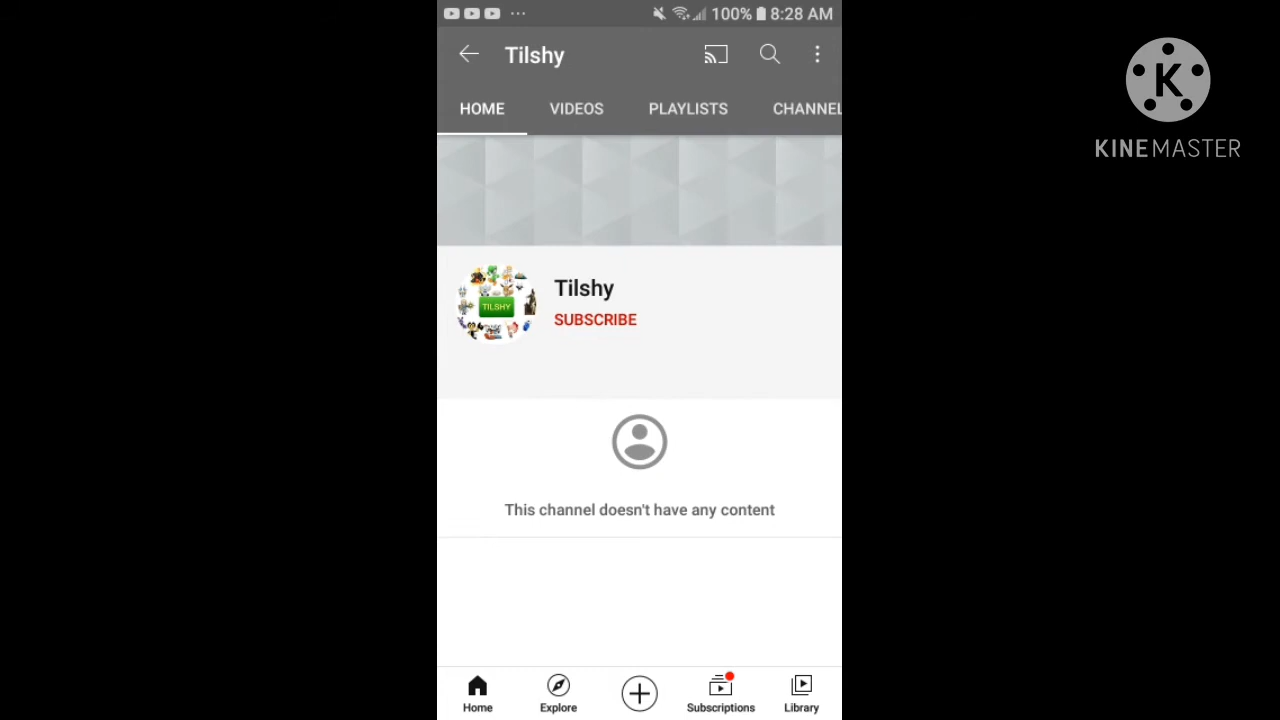 100% 8:28 AM
Tilshy
HOME VIDEOS PLAYLISTS CHANNEL
K
KINEMASTER
TILSHY
Tilshy
SUBSCRIBE
This channel doesn't have any content
Home Explore Subscriptions Library